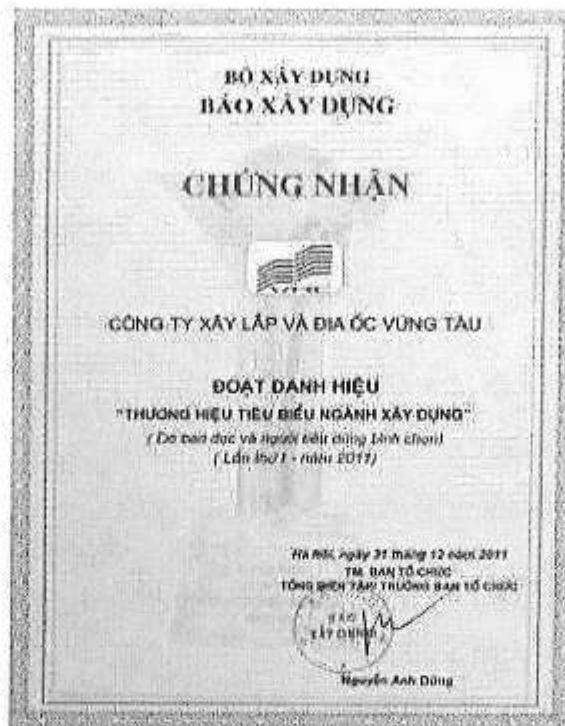 BỘ XÂY DỰNG
BÁO XÂY DỰNG
CHỨNG NHẬN
CÔNG TY XÂY LẮP VÀ ĐỊA ỐC VŨNG TÀU
ĐOẠT DANH HIỆU
"THƯƠNG HIỆU TIÊU BIỂU NGÀNH XÂY DỰNG"
( Do bạn đọc và người tiêu dùng bình chọn)
( Lần thứ I - năm 2011)
Hà Nội, ngày 31 tháng 12 năm 2011
TM. BAN TỔ CHỨC
TỔNG BIÊN TẬP/ TRƯỞNG BAN TỔ CHỨC
BÁO
XÂY DỰNG
Nguyễn Anh Dũng